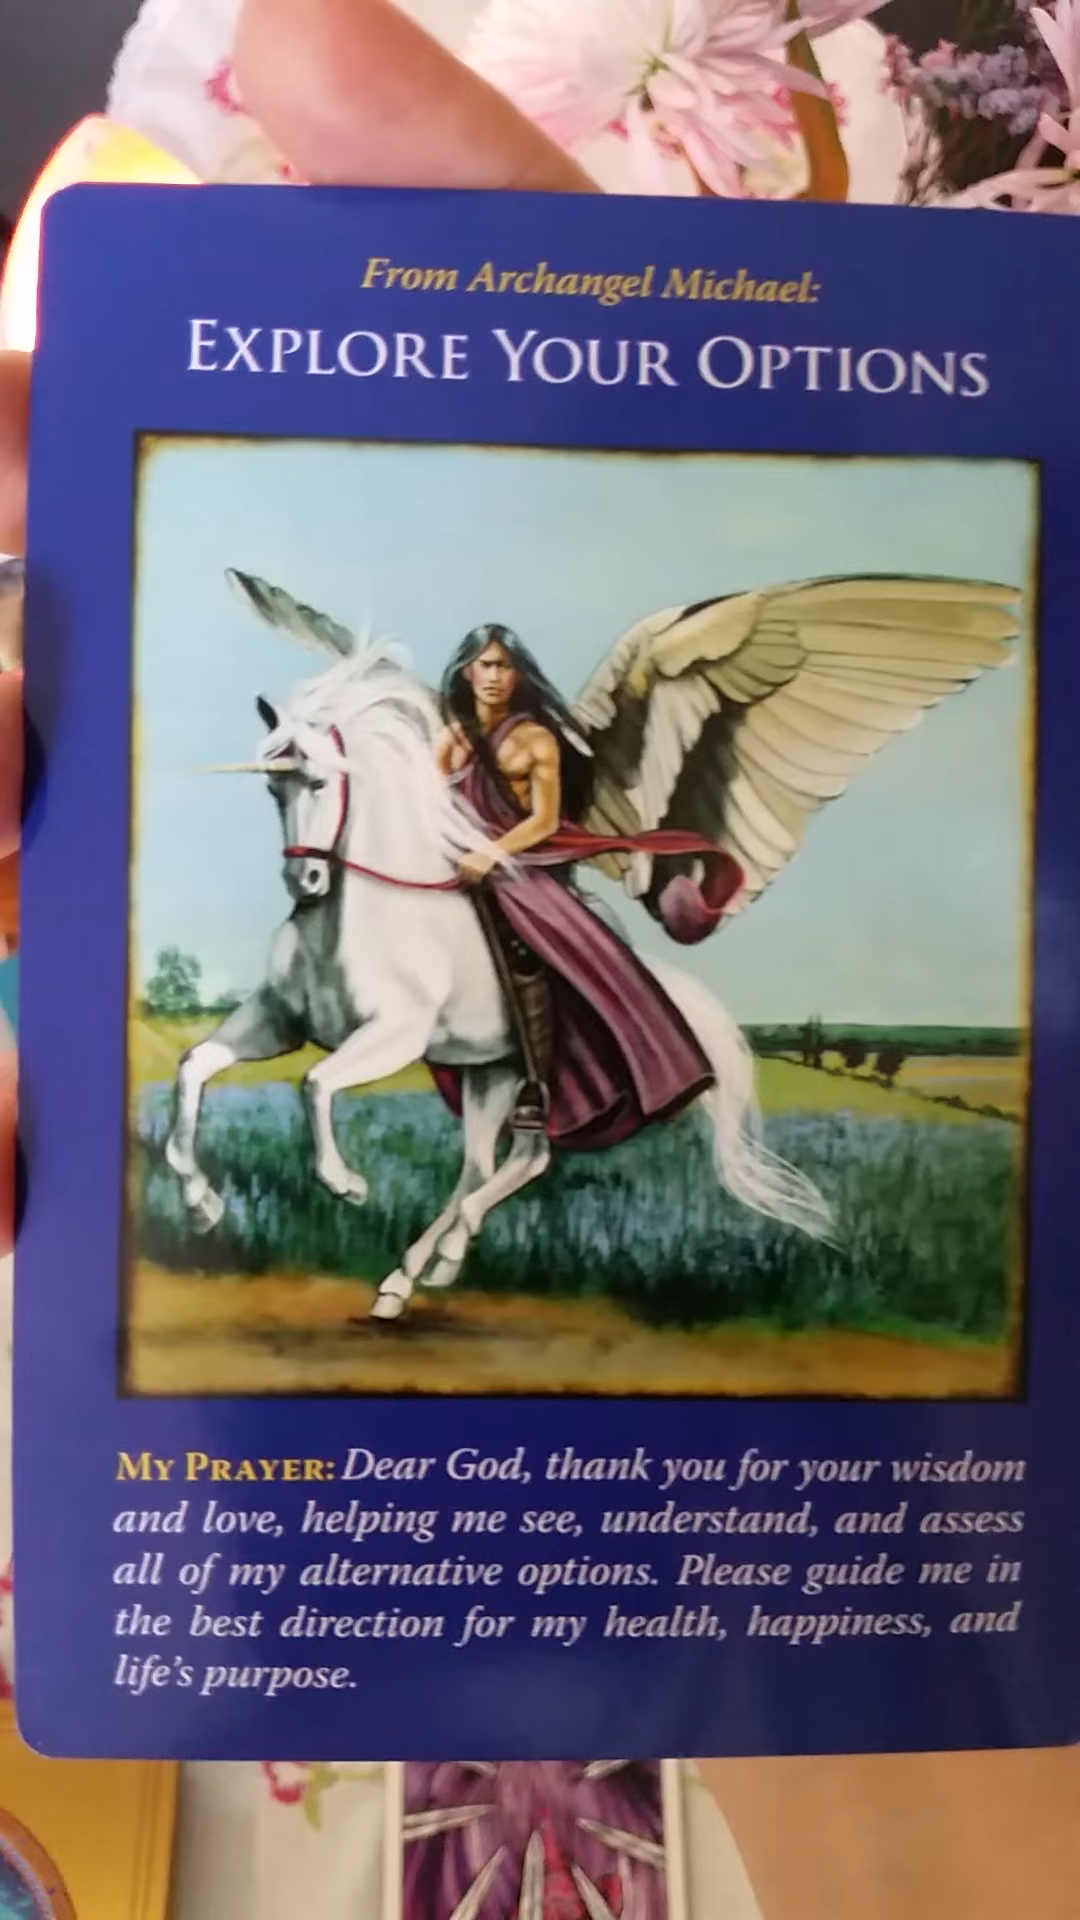 From Archangel Michael:
EXPLORE YOUR OPTIONS
MY PRAYER: Dear God, thank you for your wisdom
and love, helping me see, understand, and assess
all of my alternative options. Please guide me in
the best direction for my health, happiness, and
life's purpose.